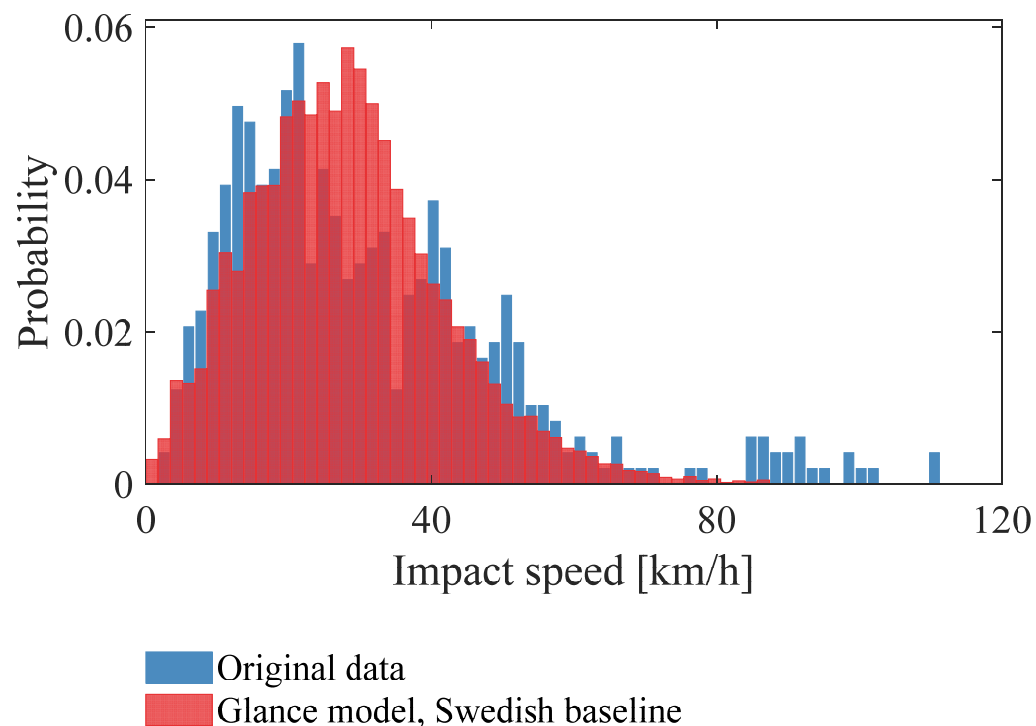 0.06
0.04
0.02
0
Probability
0 40 80 120
Impact speed [km/h]
Original data
Glance model, Swedish baseline